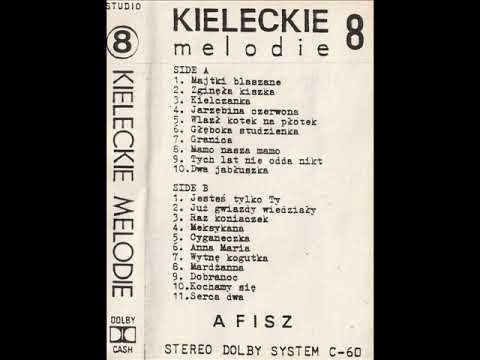 STUDIO
8
KIELECKIE MELODIE
DOLBY
CASH
KIELECKIE
melodie 8
SIDE A
1. Majtki blaszane
2. Zginęła kiszka
3. Kielczanka
4. Jarzębina czerwona
5. Wlazł kotek na płotek
6. Głęboka studzienka
7. Granica
8. Mamo nasza mamo
9. Tych lat nie odda nikt
10. Dwa jabłuszka
SIDE B
1. Jesteś tylko Ty
2. Już gwiazdy wiedziały
3. Raz koniaczek
4. Meksykana
5. Cyganeczka
6. Anna Maria
7. Wytnę kogutka
8. Mardżanna
9. Dobranoc
10. Kochamy się
11. Serca dwa
AFISZ
STEREO DOLBY SYSTEM C-60